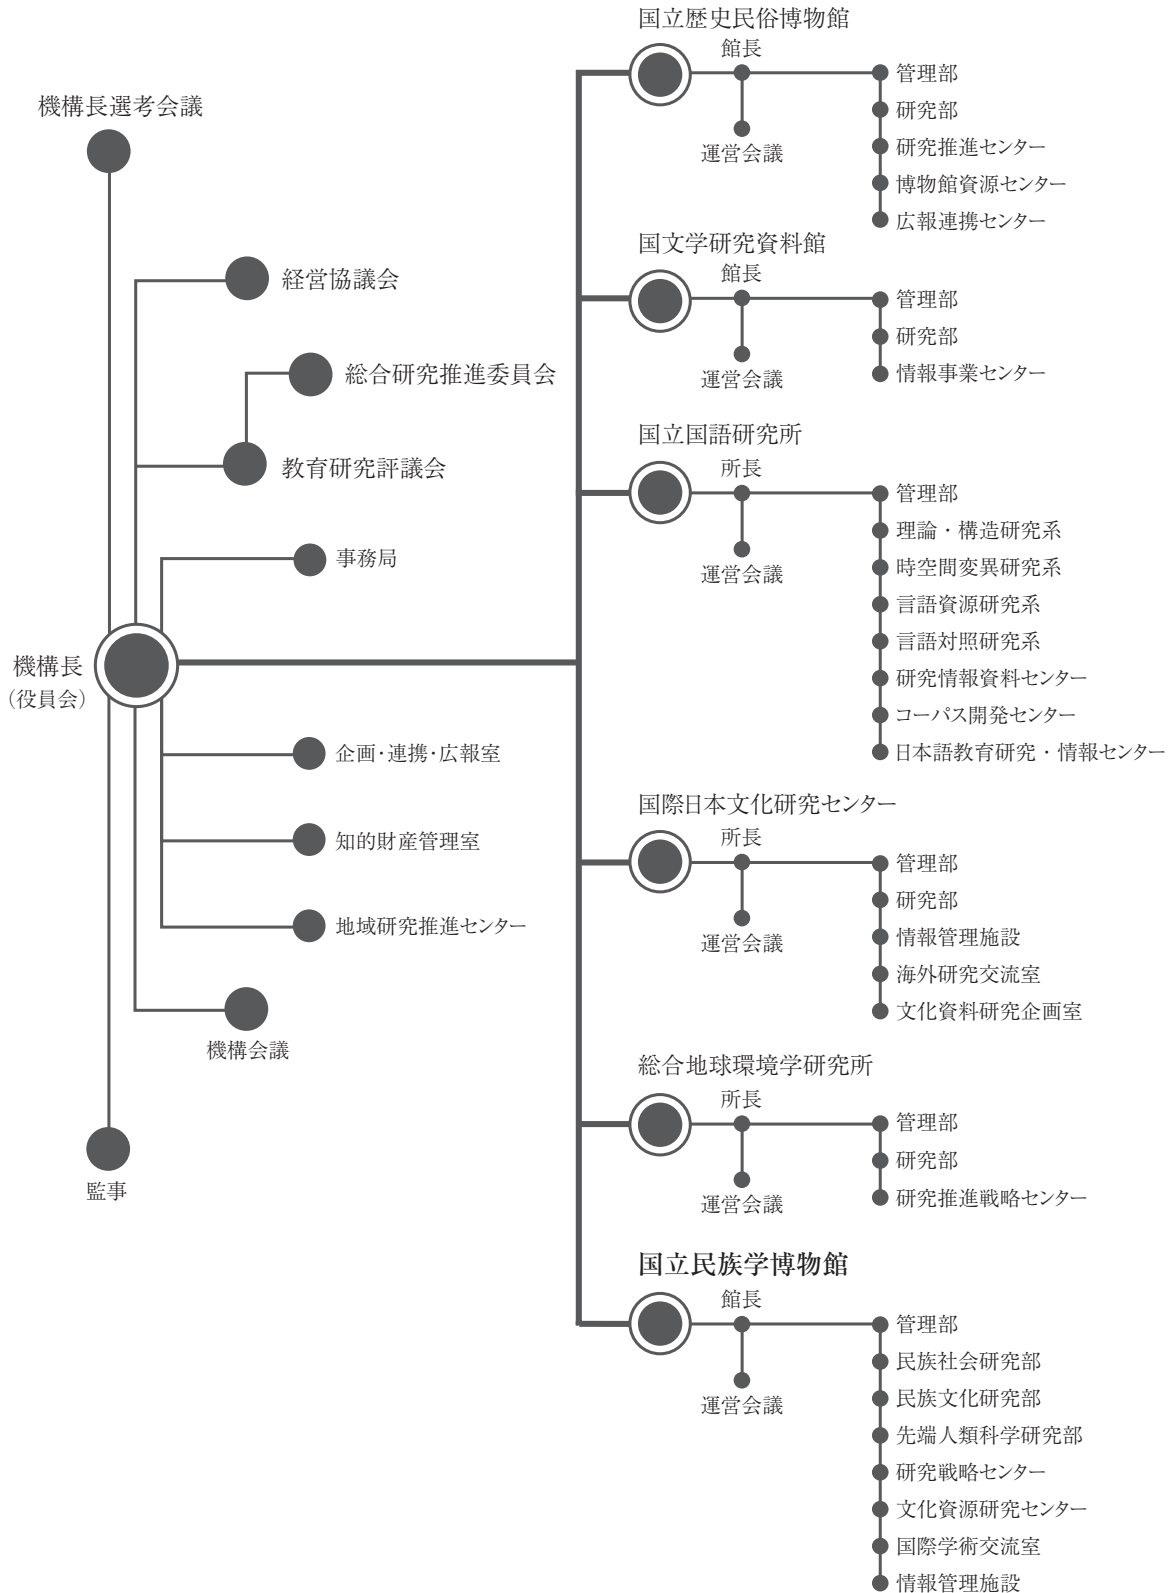 機構長選考会議
経営協議会
総合研究推進委員会
教育研究評議会
事務局
機構長
（役員会）
企画・連携・広報室
知的財産管理室
地域研究推進センター
機構会議
監事
国立歴史民俗博物館
館長
運営会議
管理部
研究部
研究推進センター
博物館資源センター
広報連携センター
国文学研究資料館
館長
運営会議
管理部
研究部
情報事業センター
国立国語研究所
所長
運営会議
管理部
理論・構造研究系
時空間変異研究系
言語資源研究系
言語対照研究系
研究情報資料センター
コーパス開発センター
日本語教育研究・情報センター
国際日本文化研究センター
所長
運営会議
管理部
研究部
情報管理施設
海外研究交流室
文化資料研究企画室
総合地球環境学研究所
所長
運営会議
管理部
研究部
研究推進戦略センター
国立民族学博物館
館長
運営会議
管理部
民族社会研究部
民族文化研究部
先端人類科学研究部
研究戦略センター
文化資源研究センター
国際学術交流室
情報管理施設